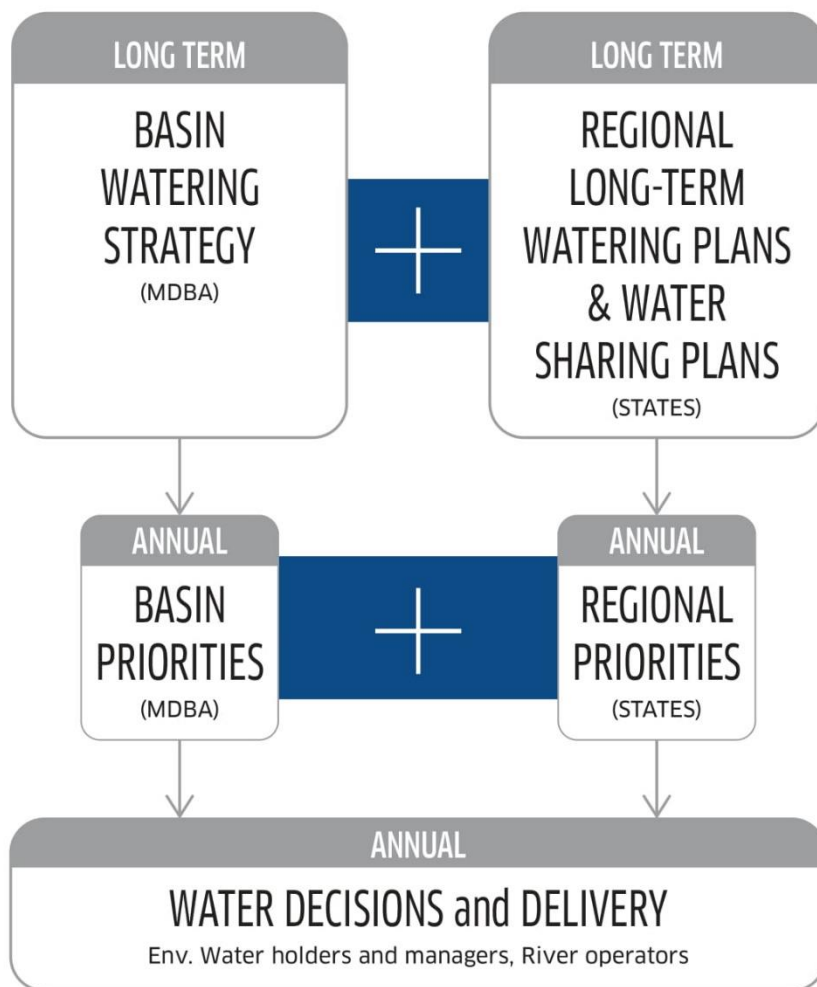 LONG TERM
BASIN
WATERING
STRATEGY
(MDBA)
LONG TERM
REGIONAL
LONG-TERM
WATERING PLANS
& WATER
SHARING PLANS
(STATES)
ANNUAL
BASIN
PRIORITIES
(MDBA)
ANNUAL
REGIONAL
PRIORITIES
(STATES)
ANNUAL
WATER DECISIONS and DELIVERY
Env. Water holders and managers, River operators